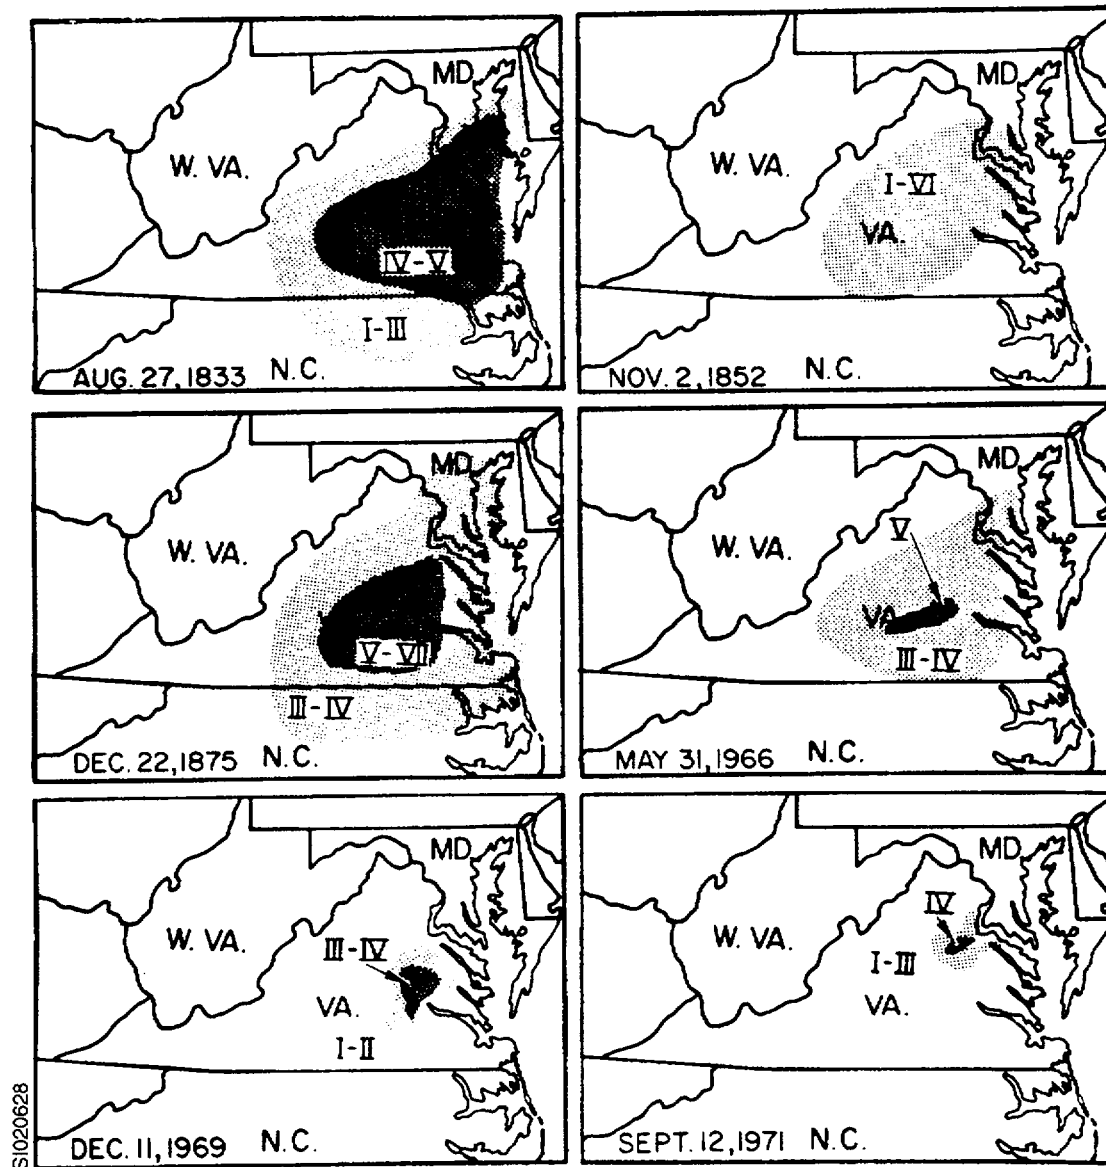 MD.
W. VA.
IV-V
I-III
AUG. 27, 1833 N.C.
MD.
W. VA.
I-VI
VA.
NOV. 2, 1852 N.C.
MD.
W. VA.
V-VII
III-IV
DEC. 22, 1875 N.C.
MD.
V
W. VA.
VA.
III-IV
MAY 31, 1966 N.C.
MD.
W. VA.
III-IV
VA.
I-II
DEC. 11, 1969 N.C.
MD.
IV
W. VA.
I-III
VA.
SEPT. 12, 1971 N.C.
SI020628